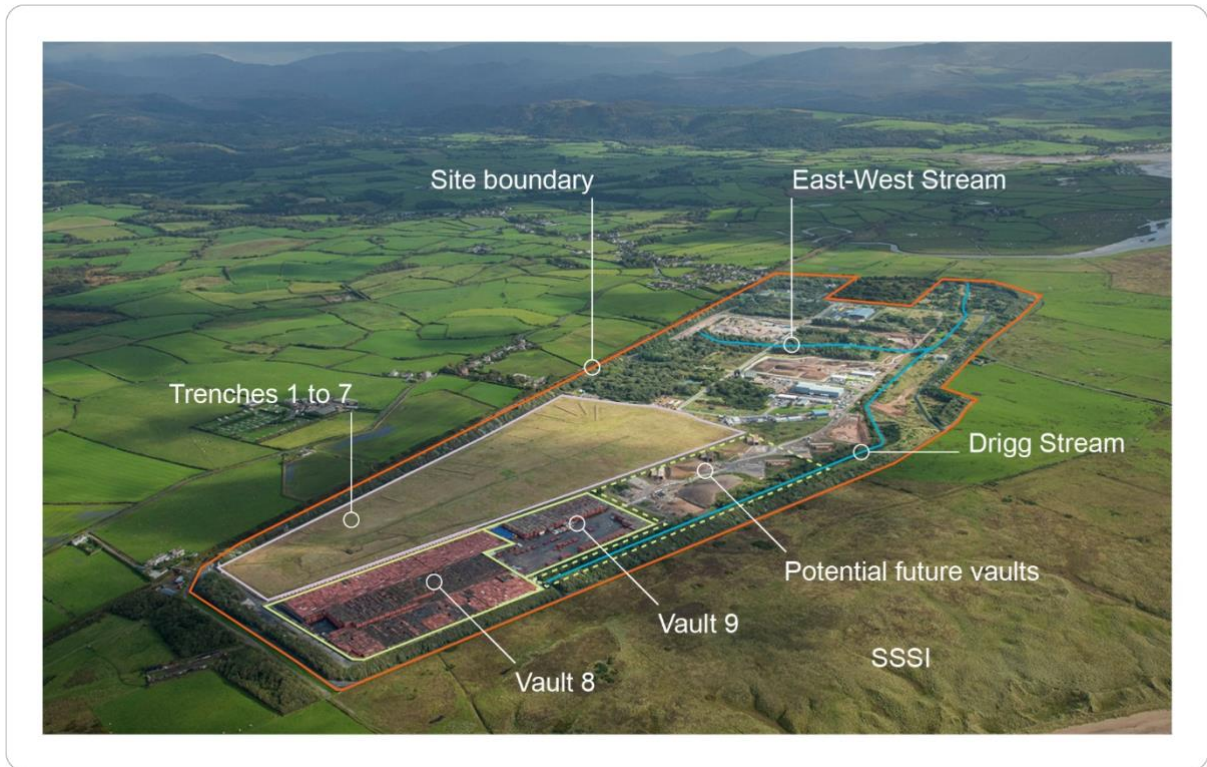 Site boundary
East-West Stream
Trenches 1 to 7
Drigg Stream
Potential future vaults
Vault 9
SSSI
Vault 8